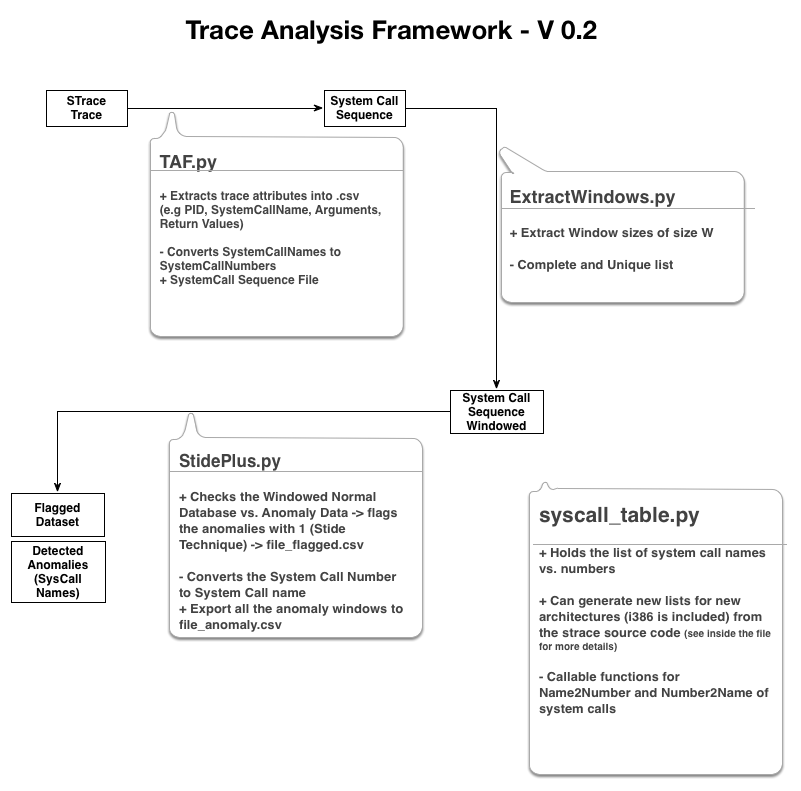 Trace Analysis Framework - V 0.2
STrace
Trace
System Call
Sequence
TAF.py
+ Extracts trace attributes into .csv
(e.g PID, SystemCallName, Arguments,
Return Values)
- Converts SystemCallNames to
SystemCallNumbers
+ SystemCall Sequence File
ExtractWindows.py
+ Extract Window sizes of size W
- Complete and Unique list
System Call
Sequence
Windowed
StidePlus.py
+ Checks the Windowed Normal
Database vs. Anomaly Data -> flags
the anomalies with 1 (Stide
Technique) -> file_flagged.csv
- Converts the System Call Number
to System Call name
+ Export all the anomaly windows to
file_anomaly.csv
Flagged
Dataset
Detected
Anomalies
(SysCall
Names)
syscall_table.py
+ Holds the list of system call names
vs. numbers
+ Can generate new lists for new
architectures (i386 is included) from
the strace source code (see inside the file
for more details)
- Callable functions for
Name2Number and Number2Name of
system calls